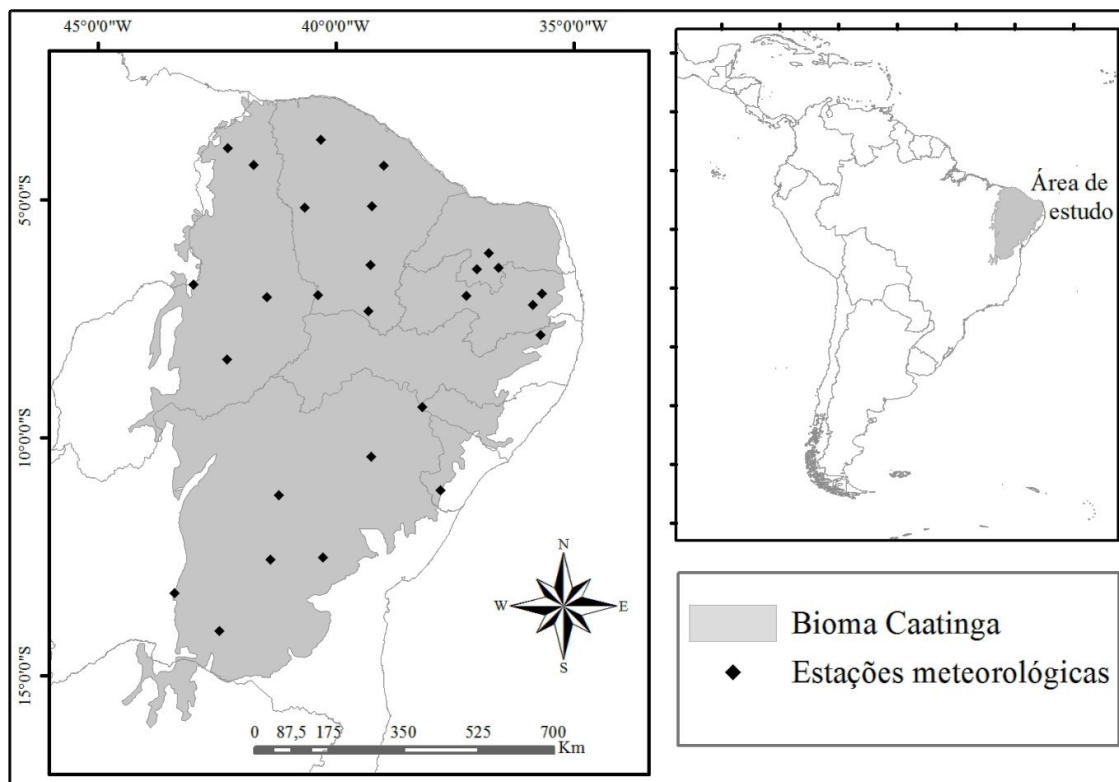 45°0'0"W 40°0'0"W 35°0'0"W
5°0'0"S
10°0'0"S
15°0'0"S
N
W E
S
0 87,5 175 350 525 700
Km
Área de
estudo
Bioma Caatinga
Estações meteorológicas